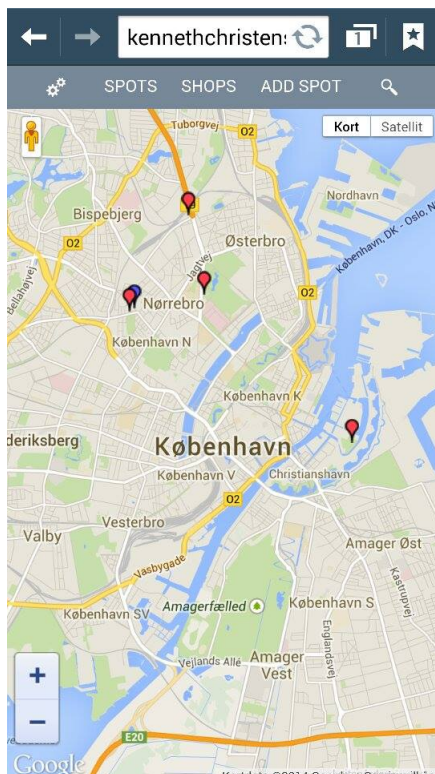 kennethchristens
1
SPOTS SHOPS ADD SPOT
Kort Satellit
Tuborgvej
Nordhavn
Bispebjerg
O2
Østerbro
København, DK - Oslo, N
O2
Jagtvej
Bellahøjvej
Nørrebro
O2
København N
København K
deriksberg
København
København V
Christianshavn
O2
Vesterbro
Valby
Amager Øst
Vasbygade
Kastrupvej
Amagerfælled
København S
København SV
Englandsvej
Vejlands Allé
Amager
Vest
+
−
E20
Google